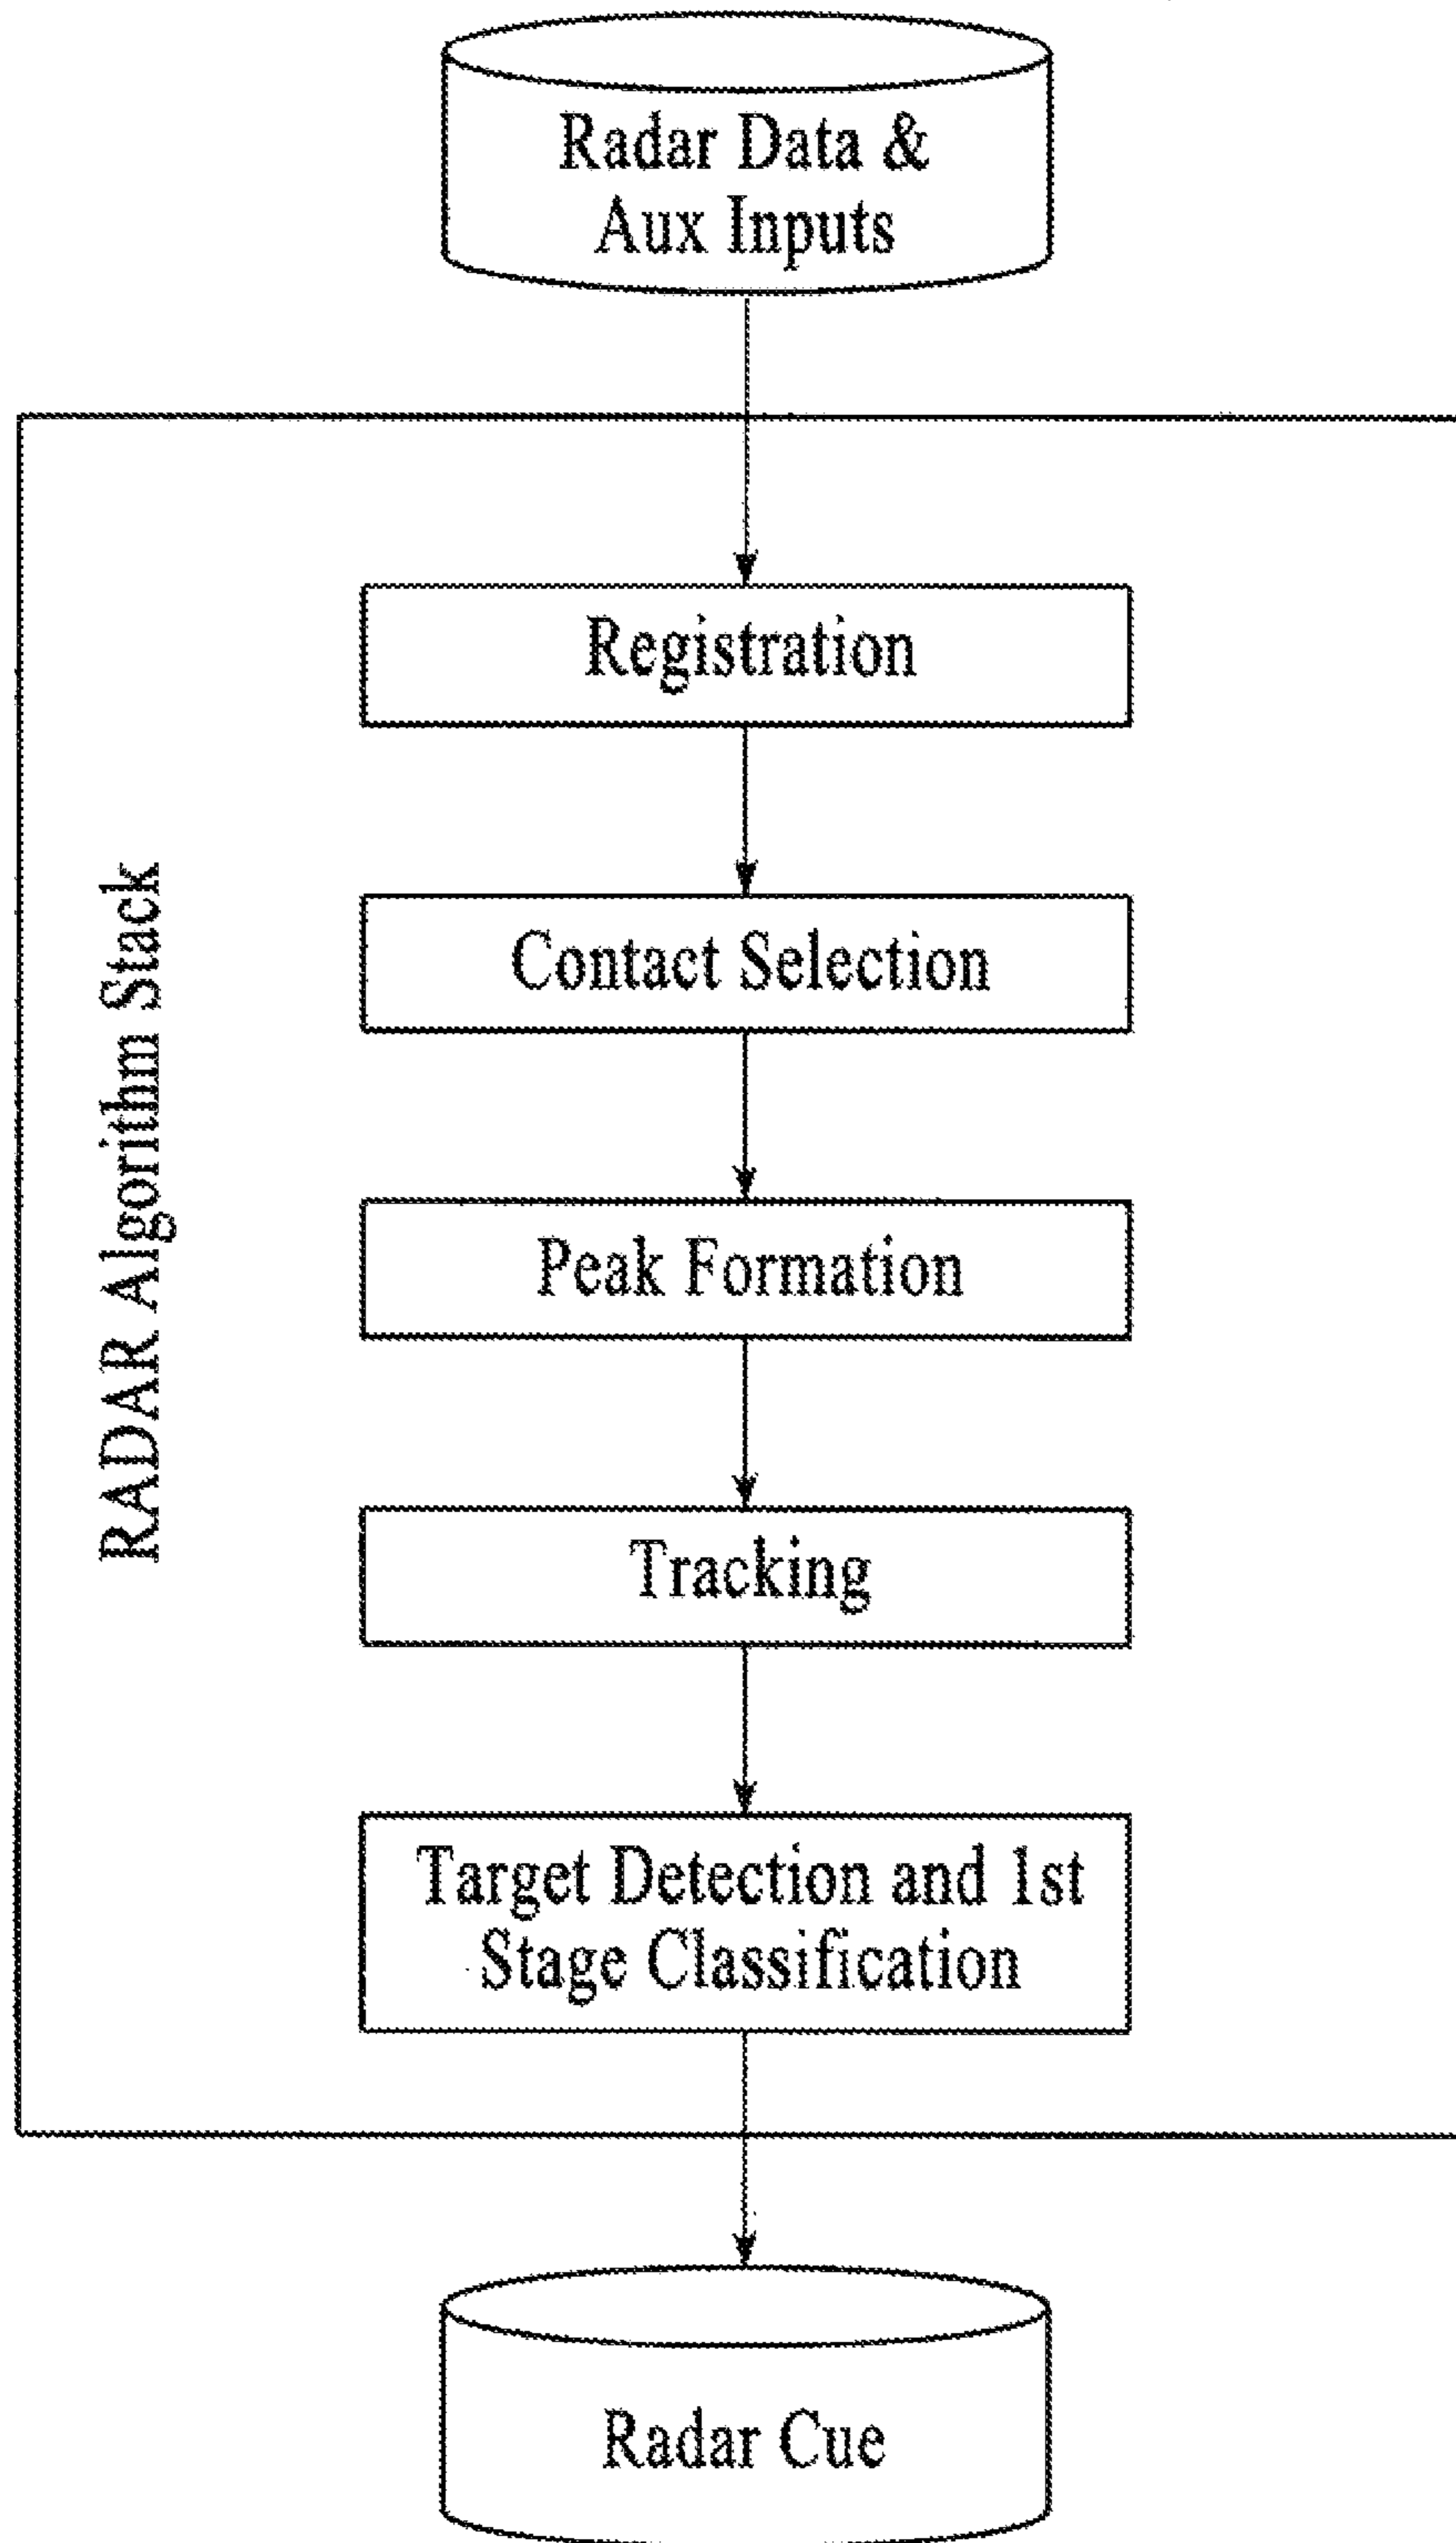 Radar Data &
Aux Inputs
RADAR Algorithm Stack
Registration
Contact Selection
Peak Formation
Tracking
Target Detection and 1st
Stage Classification
Radar Cue